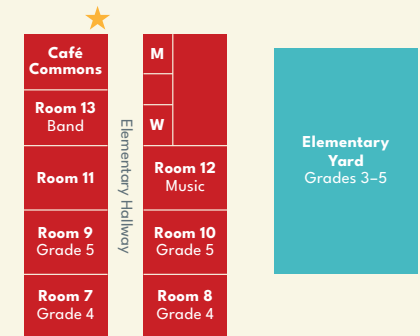 Café
Commons
M
Room 13
Band
W
Elementary Hallway
Room 11
Room 12
Music
Elementary
Yard
Grades 3–5
Room 9
Grade 5
Room 10
Grade 5
Room 7
Grade 4
Room 8
Grade 4